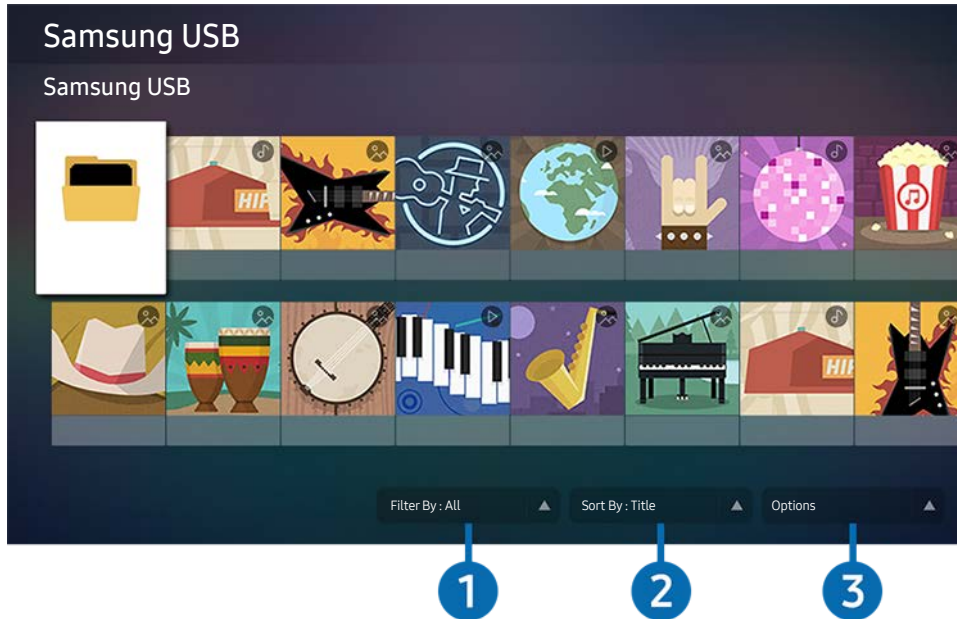 Samsung USB
Samsung USB
HIP
HIP
Filter By : All
Sort By : Title
Options
1
2
3